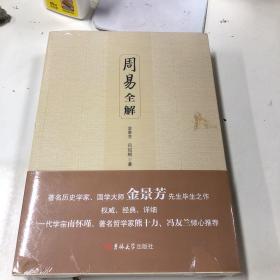 周易全解
金景芳 吕绍纲·著
著名历史学家、国学大师金景芳先生毕生之作
权威、经典、详细
一代学宗南怀瑾、著名哲学家熊十力、冯友兰倾心推荐
吉林大学出版社